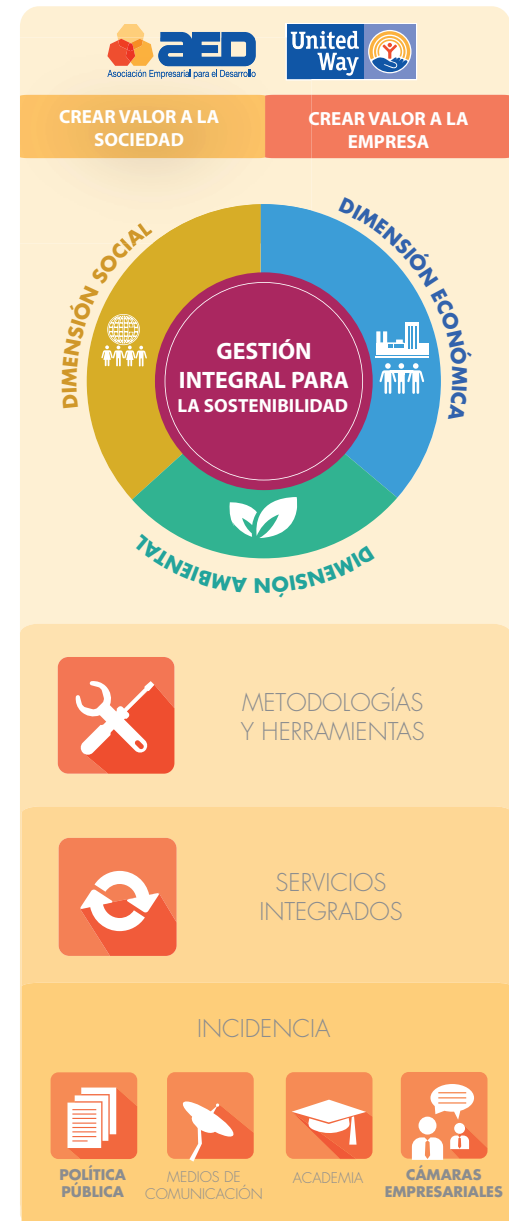 AED
Asociación Empresarial para el Desarrollo
United
Way
CREAR VALOR A LA
SOCIEDAD
CREAR VALOR A LA
EMPRESA
DIMENSIÓN SOCIAL
DIMENSIÓN ECONÓMICA
GESTIÓN
INTEGRAL PARA
LA SOSTENIBILIDAD
DIMENSIÓN AMBIENTAL
METODOLOGÍAS
Y HERRAMIENTAS
SERVICIOS
INTEGRADOS
INCIDENCIA
POLÍTICA
PÚBLICA
MEDIOS DE
COMUNICACIÓN
ACADEMIA
CÁMARAS
EMPRESARIALES